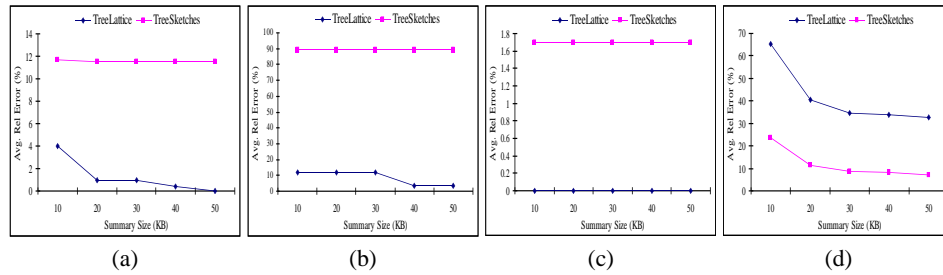 TreeLattice TreeSketches
14
12
10
8
6
4
2
0
Avg. Rel Error (%)
10 20 30 40 50
Summary Size (KB)
(a)
TreeLattice TreeSketches
100
90
80
70
60
50
40
30
20
10
0
Avg. Rel Error (%)
10 20 30 40 50
Summary Size (KB)
(b)
TreeLattice TreeSketches
1.8
1.6
1.4
1.2
1
0.8
0.6
0.4
0.2
0
Avg. Rel Error (%)
10 20 30 40 50
Summary Size (KB)
(c)
TreeLattice TreeSketches
70
60
50
40
30
20
10
0
Avg. Rel Error (%)
10 20 30 40 50
Summary Size (KB)
(d)